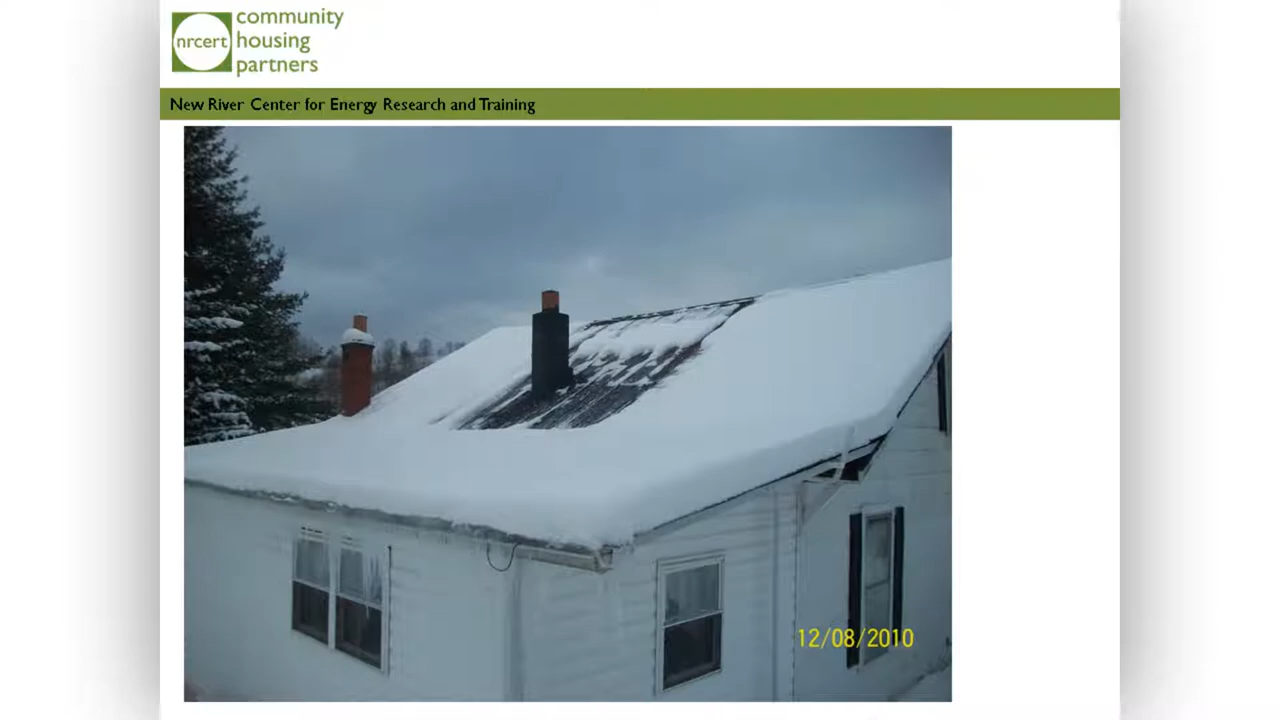 community
housing
partners
nrcert
New River Center for Energy Research and Training
12/08/2010